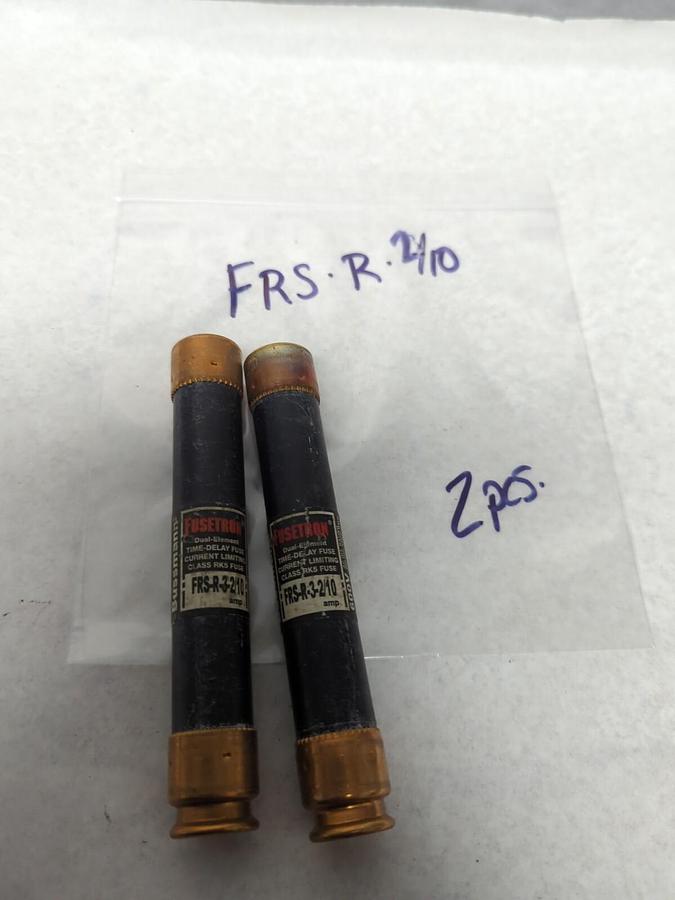 FRS.R.2/10
2pcs.
Bussmann
FUSETRON®
Dual-Element
TIME-DELAY FUSE
CURRENT LIMITING
CLASS RK5 FUSE
FRS-R-3-2/10
amp
FUSETRON®
Dual-Element
TIME-DELAY FUSE
CURRENT LIMITING
CLASS RK5 FUSE
FRS-R-3-2/10
amp
600V